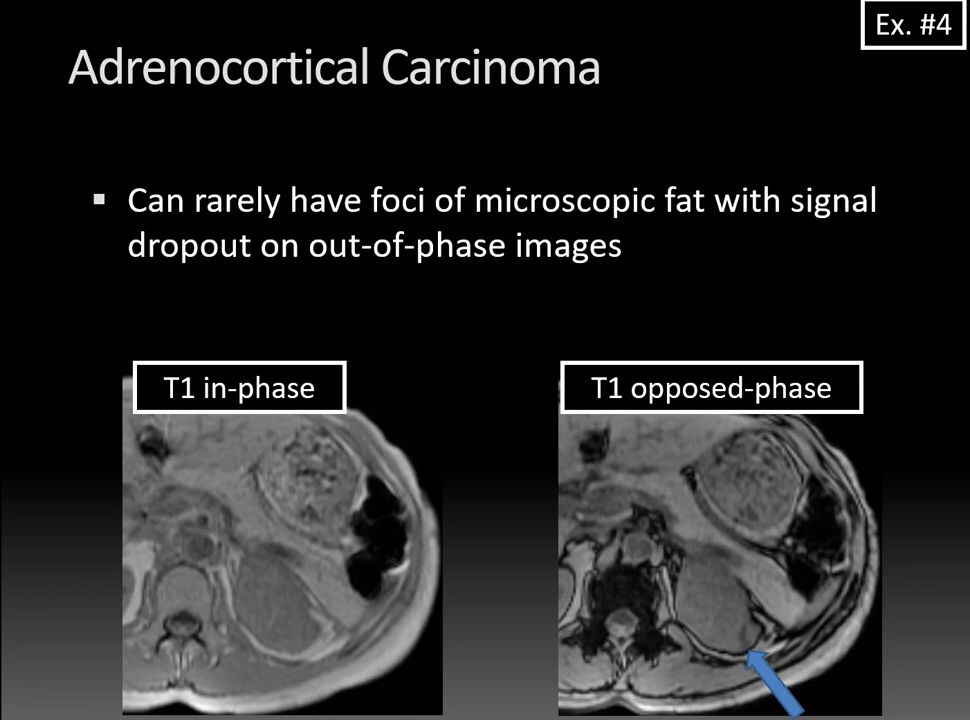 Ex. #4
Adrenocortical Carcinoma
▪ Can rarely have foci of microscopic fat with signal
dropout on out-of-phase images
T1 in-phase
T1 opposed-phase